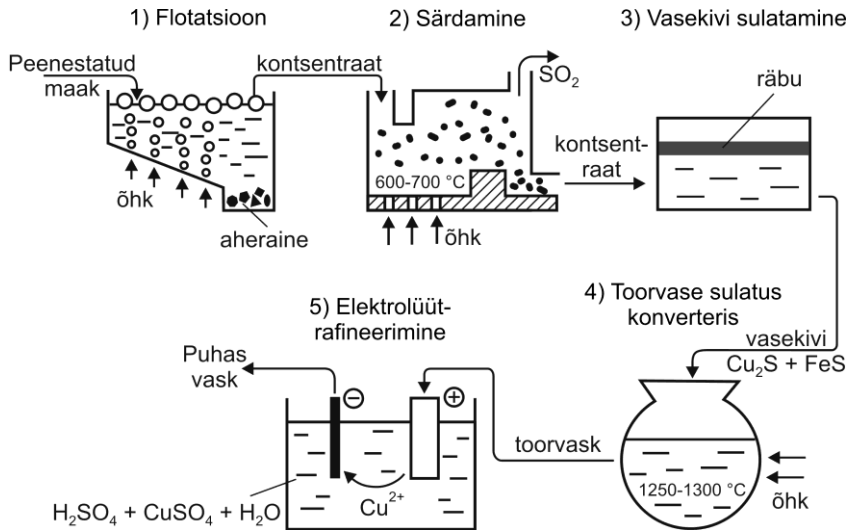 1) Flotatsioon
Peenestatud
maak
kontsentraat
õhk
aheraine
2) Särdamine
SO₂
600-700 °C
õhk
kontsent-
raat
3) Vasekivi sulatamine
räbu
4) Toorvase sulatus
konverteris
vasekivi
Cu₂S + FeS
1250-1300 °C
õhk
toorvask
5) Elektrolüüt-
rafineerimine
Puhas
vask
−
+
Cu²⁺
H₂SO₄ + CuSO₄ + H₂O